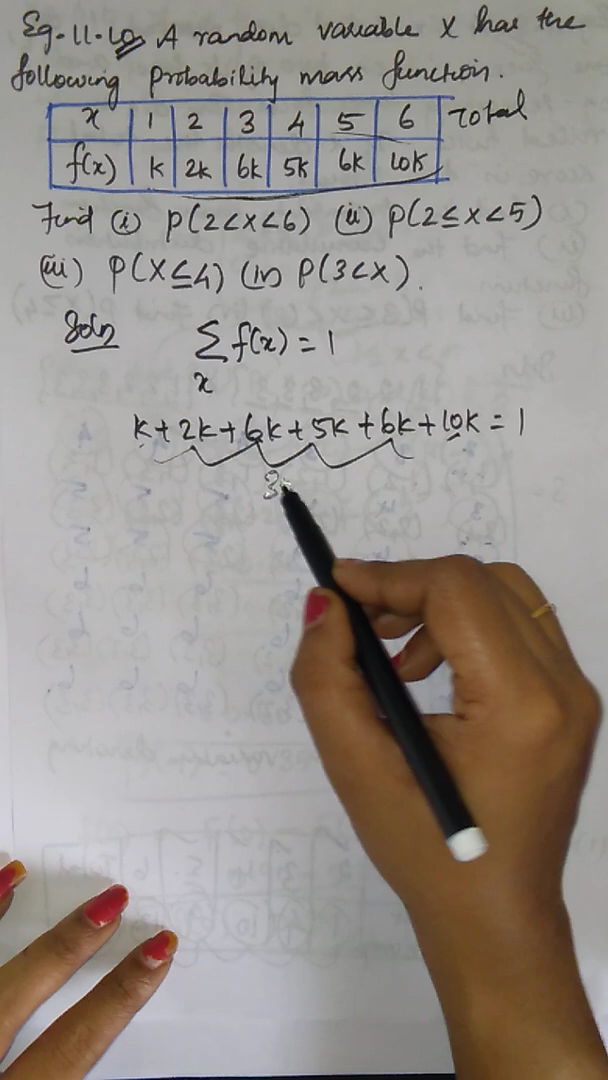 Eg-11.10 A random variable X has the
following probability mass function.
x 1 2 3 4 5 6 Total
f(x) k 2k 6k 5k 6k 10k
Find (i) P(2<X<6) (ii) P(2≤X<5)
(iii) P(X≤4) (iv) P(3<X).
Soln Σ f(x) = 1
x
k+2k+6k+5k+6k+10k = 1
3